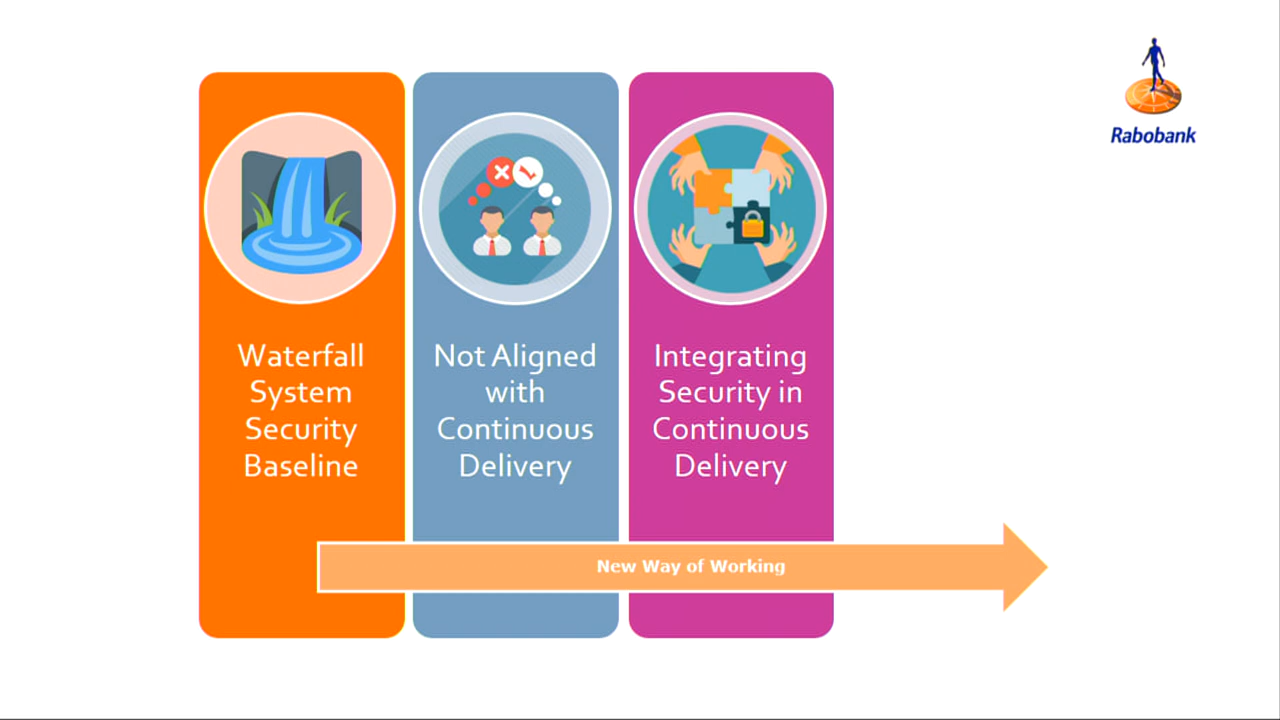 Rabobank
Waterfall
System
Security
Baseline
Not Aligned
with
Continuous
Delivery
Integrating
Security in
Continuous
Delivery
New Way of Working